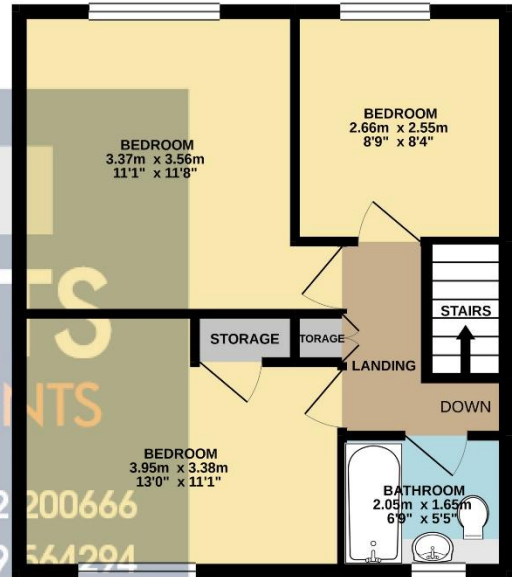 BEDROOM
3.37m x 3.56m
11'1" x 11'8"
BEDROOM
2.66m x 2.55m
8'9" x 8'4"
STAIRS
STORAGE
TORAGE
LANDING
DOWN
BEDROOM
3.95m x 3.38m
13'0" x 11'1"
BATHROOM
2.05m x 1.65m
6'9" x 5'5"
TS
NTS
2 200666
9 564294